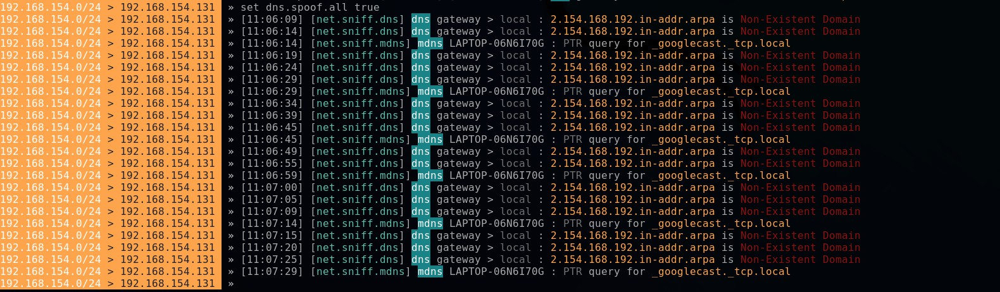 192.168.154.0/24 > 192.168.154.131 » set dns.spoof.all true
192.168.154.0/24 > 192.168.154.131 » [11:06:09] [net.sniff.dns] dns gateway > local : 2.154.168.192.in-addr.arpa is Non-Existent Domain
192.168.154.0/24 > 192.168.154.131 » [11:06:14] [net.sniff.dns] dns gateway > local : 2.154.168.192.in-addr.arpa is Non-Existent Domain
192.168.154.0/24 > 192.168.154.131 » [11:06:14] [net.sniff.mdns] mdns LAPTOP-06N6I70G : PTR query for _googlecast._tcp.local
192.168.154.0/24 > 192.168.154.131 » [11:06:19] [net.sniff.dns] dns gateway > local : 2.154.168.192.in-addr.arpa is Non-Existent Domain
192.168.154.0/24 > 192.168.154.131 » [11:06:24] [net.sniff.dns] dns gateway > local : 2.154.168.192.in-addr.arpa is Non-Existent Domain
192.168.154.0/24 > 192.168.154.131 » [11:06:29] [net.sniff.dns] dns gateway > local : 2.154.168.192.in-addr.arpa is Non-Existent Domain
192.168.154.0/24 > 192.168.154.131 » [11:06:29] [net.sniff.mdns] mdns LAPTOP-06N6I70G : PTR query for _googlecast._tcp.local
192.168.154.0/24 > 192.168.154.131 » [11:06:34] [net.sniff.dns] dns gateway > local : 2.154.168.192.in-addr.arpa is Non-Existent Domain
192.168.154.0/24 > 192.168.154.131 » [11:06:39] [net.sniff.dns] dns gateway > local : 2.154.168.192.in-addr.arpa is Non-Existent Domain
192.168.154.0/24 > 192.168.154.131 » [11:06:45] [net.sniff.dns] dns gateway > local : 2.154.168.192.in-addr.arpa is Non-Existent Domain
192.168.154.0/24 > 192.168.154.131 » [11:06:45] [net.sniff.mdns] mdns LAPTOP-06N6I70G : PTR query for _googlecast._tcp.local
192.168.154.0/24 > 192.168.154.131 » [11:06:49] [net.sniff.dns] dns gateway > local : 2.154.168.192.in-addr.arpa is Non-Existent Domain
192.168.154.0/24 > 192.168.154.131 » [11:06:55] [net.sniff.dns] dns gateway > local : 2.154.168.192.in-addr.arpa is Non-Existent Domain
192.168.154.0/24 > 192.168.154.131 » [11:06:59] [net.sniff.mdns] mdns LAPTOP-06N6I70G : PTR query for _googlecast._tcp.local
192.168.154.0/24 > 192.168.154.131 » [11:07:00] [net.sniff.dns] dns gateway > local : 2.154.168.192.in-addr.arpa is Non-Existent Domain
192.168.154.0/24 > 192.168.154.131 » [11:07:05] [net.sniff.dns] dns gateway > local : 2.154.168.192.in-addr.arpa is Non-Existent Domain
192.168.154.0/24 > 192.168.154.131 » [11:07:09] [net.sniff.dns] dns gateway > local : 2.154.168.192.in-addr.arpa is Non-Existent Domain
192.168.154.0/24 > 192.168.154.131 » [11:07:14] [net.sniff.mdns] mdns LAPTOP-06N6I70G : PTR query for _googlecast._tcp.local
192.168.154.0/24 > 192.168.154.131 » [11:07:15] [net.sniff.dns] dns gateway > local : 2.154.168.192.in-addr.arpa is Non-Existent Domain
192.168.154.0/24 > 192.168.154.131 » [11:07:20] [net.sniff.dns] dns gateway > local : 2.154.168.192.in-addr.arpa is Non-Existent Domain
192.168.154.0/24 > 192.168.154.131 » [11:07:25] [net.sniff.dns] dns gateway > local : 2.154.168.192.in-addr.arpa is Non-Existent Domain
192.168.154.0/24 > 192.168.154.131 » [11:07:29] [net.sniff.mdns] mdns LAPTOP-06N6I70G : PTR query for _googlecast._tcp.local
192.168.154.0/24 > 192.168.154.131 »